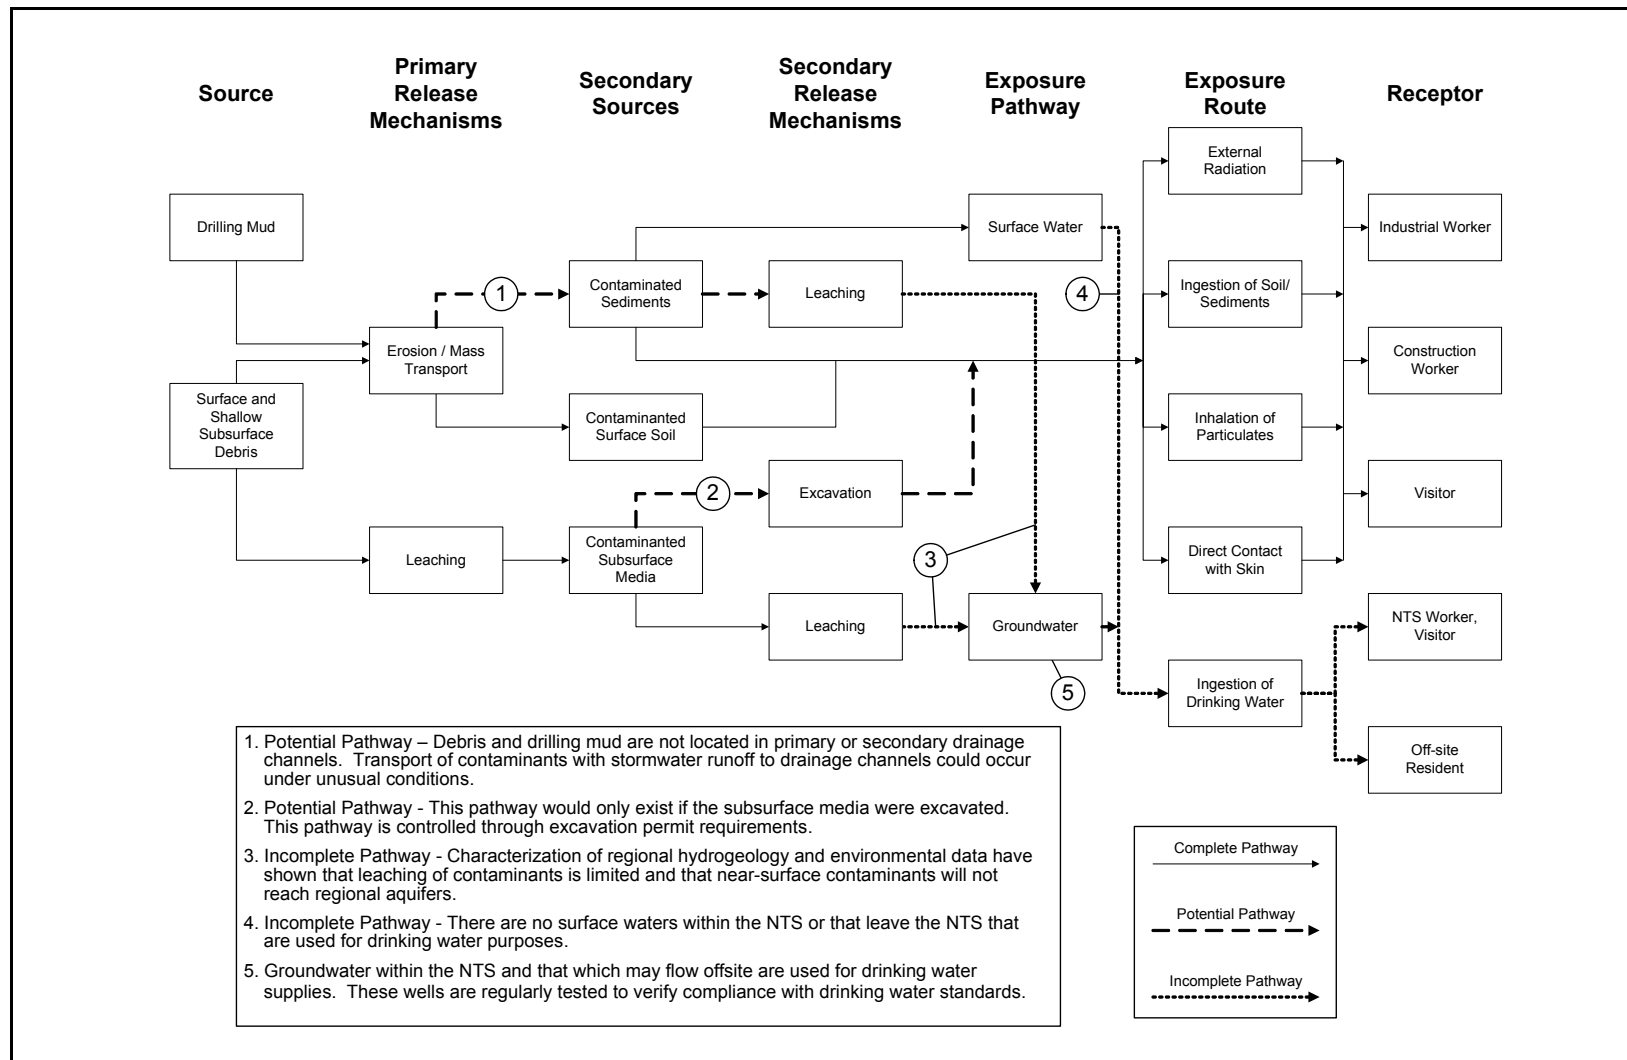 Source
Primary
Release
Mechanisms
Secondary
Sources
Secondary
Release
Mechanisms
Exposure
Pathway
Exposure
Route
Receptor
External
Radiation
Drilling Mud
Surface Water
Industrial Worker
1
Contaminated
Sediments
Leaching
4
Ingestion of Soil/
Sediments
Erosion / Mass
Transport
Construction
Worker
Surface and
Shallow
Subsurface
Debris
Contaminanted
Surface Soil
Inhalation of
Particulates
2
Excavation
Visitor
Leaching
Contaminanted
Subsurface
Media
3
Direct Contact
with Skin
Leaching
Groundwater
NTS Worker,
Visitor
5
Ingestion of
Drinking Water
Off-site
Resident
1. Potential Pathway – Debris and drilling mud are not located in primary or secondary drainage
channels. Transport of contaminants with stormwater runoff to drainage channels could occur
under unusual conditions.
2. Potential Pathway - This pathway would only exist if the subsurface media were excavated.
This pathway is controlled through excavation permit requirements.
3. Incomplete Pathway - Characterization of regional hydrogeology and environmental data have
shown that leaching of contaminants is limited and that near-surface contaminants will not
reach regional aquifers.
4. Incomplete Pathway - There are no surface waters within the NTS or that leave the NTS that
are used for drinking water purposes.
5. Groundwater within the NTS and that which may flow offsite are used for drinking water
supplies. These wells are regularly tested to verify compliance with drinking water standards.
Complete Pathway
Potential Pathway
Incomplete Pathway